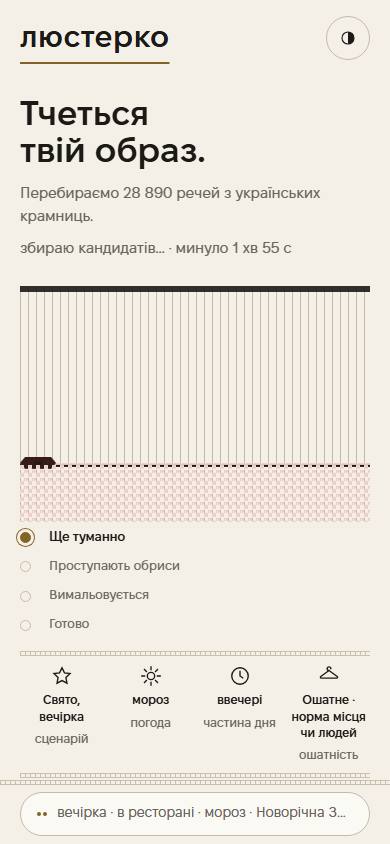 люстерко
Тчеться
твій образ.
Перебираємо 28 890 речей з українських
крамниць.
збираю кандидатів... · минуло 1 хв 55 с
Ще туманно
Проступають обриси
Вимальовується
Готово
Свято,
вечірка
сценарій
мороз
погода
ввечері
частина дня
Ошатне ·
норма місця
чи людей
ошатність
вечірка · в ресторані · мороз · Новорічна З...